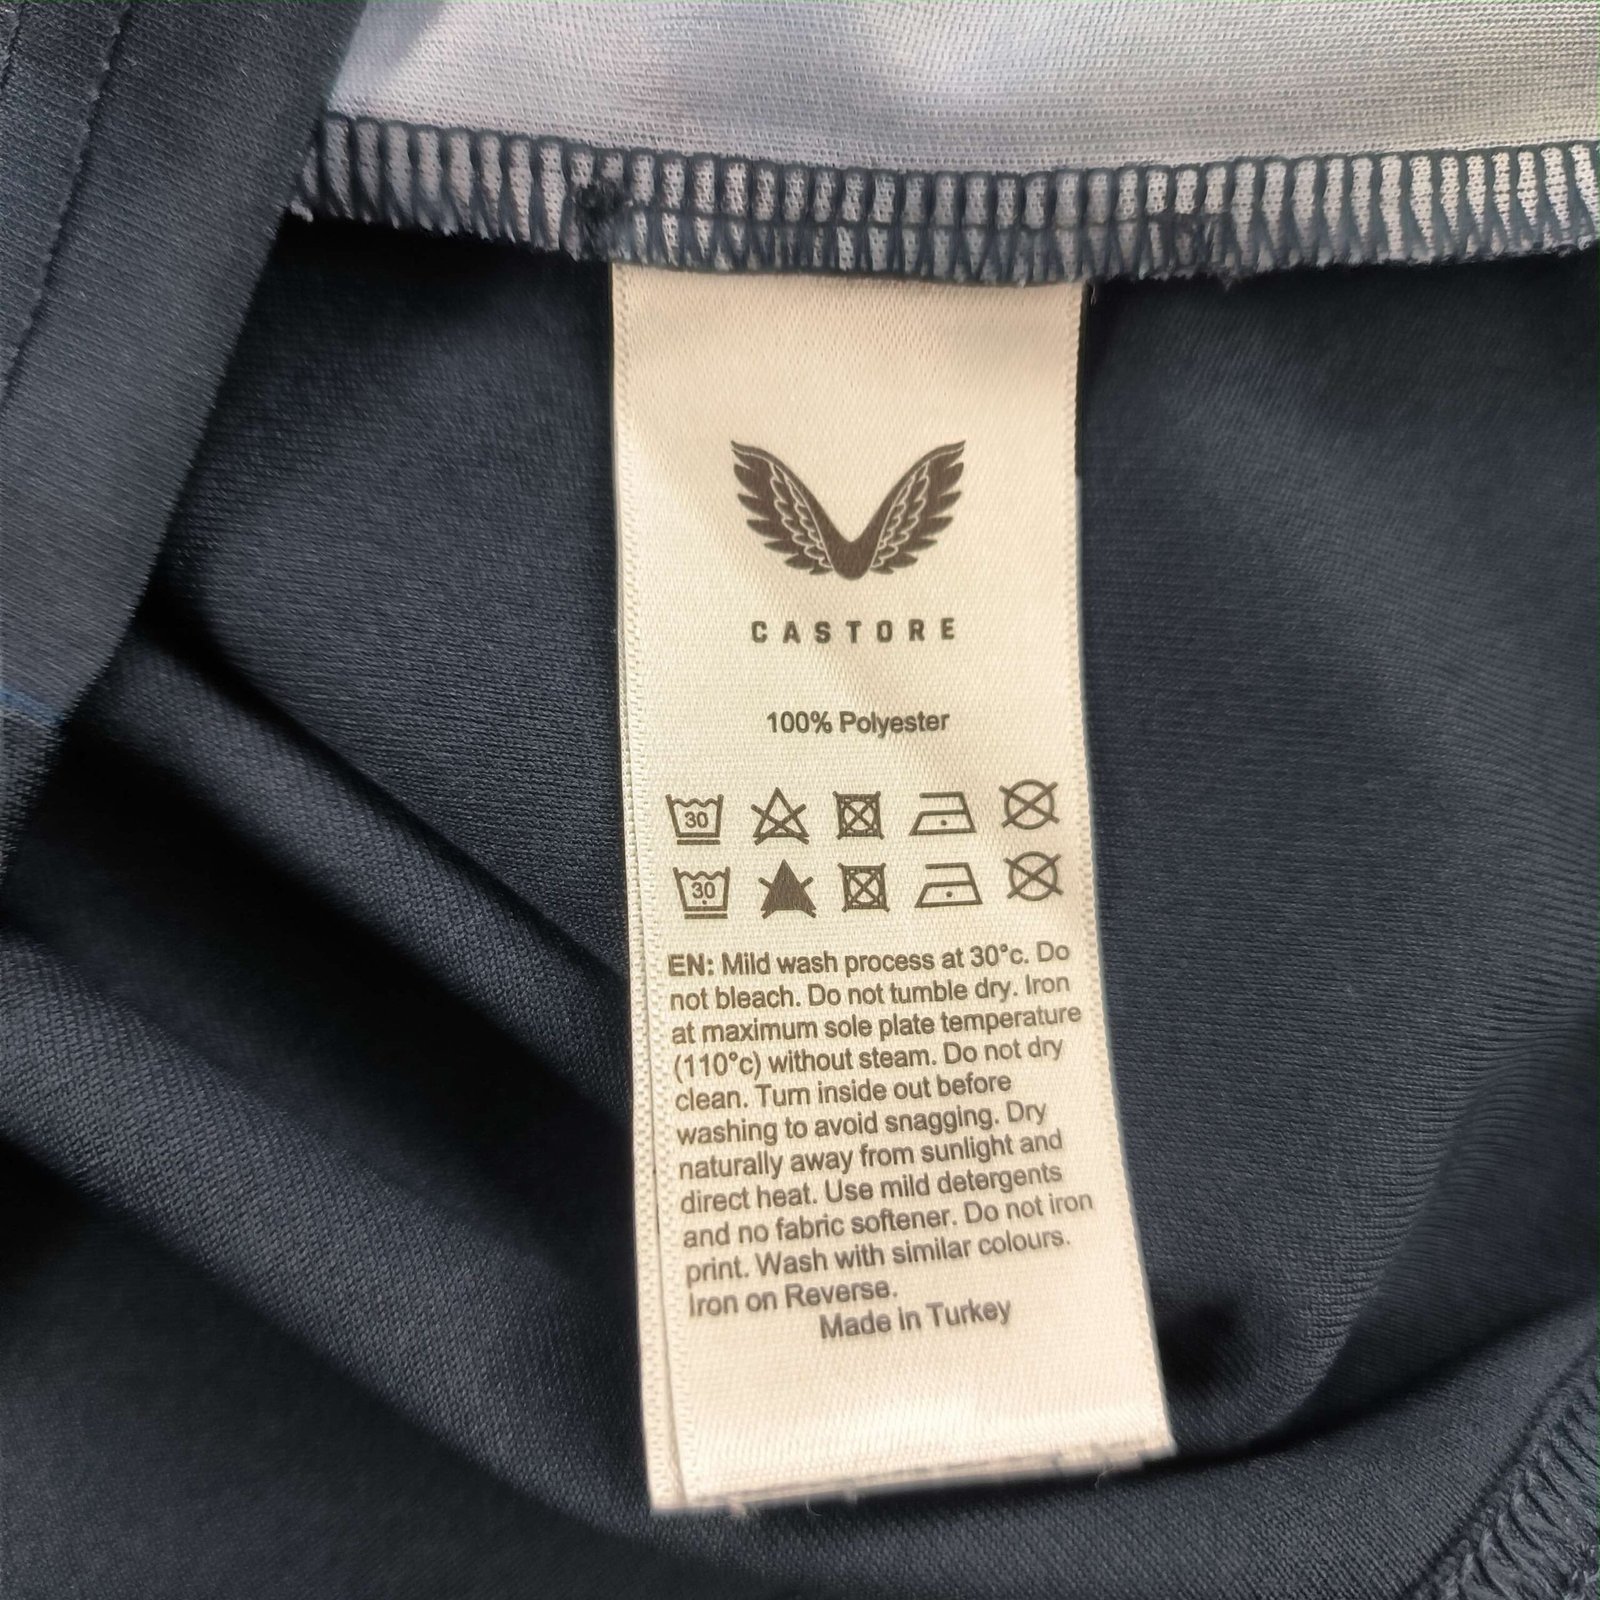 CASTORE
100% Polyester
30
30
EN: Mild wash process at 30°c. Do
not bleach. Do not tumble dry. Iron
at maximum sole plate temperature
(110°c) without steam. Do not dry
clean. Turn inside out before
washing to avoid snagging. Dry
naturally away from sunlight and
direct heat. Use mild detergents
and no fabric softener. Do not iron
print. Wash with similar colours.
Iron on Reverse.
Made in Turkey